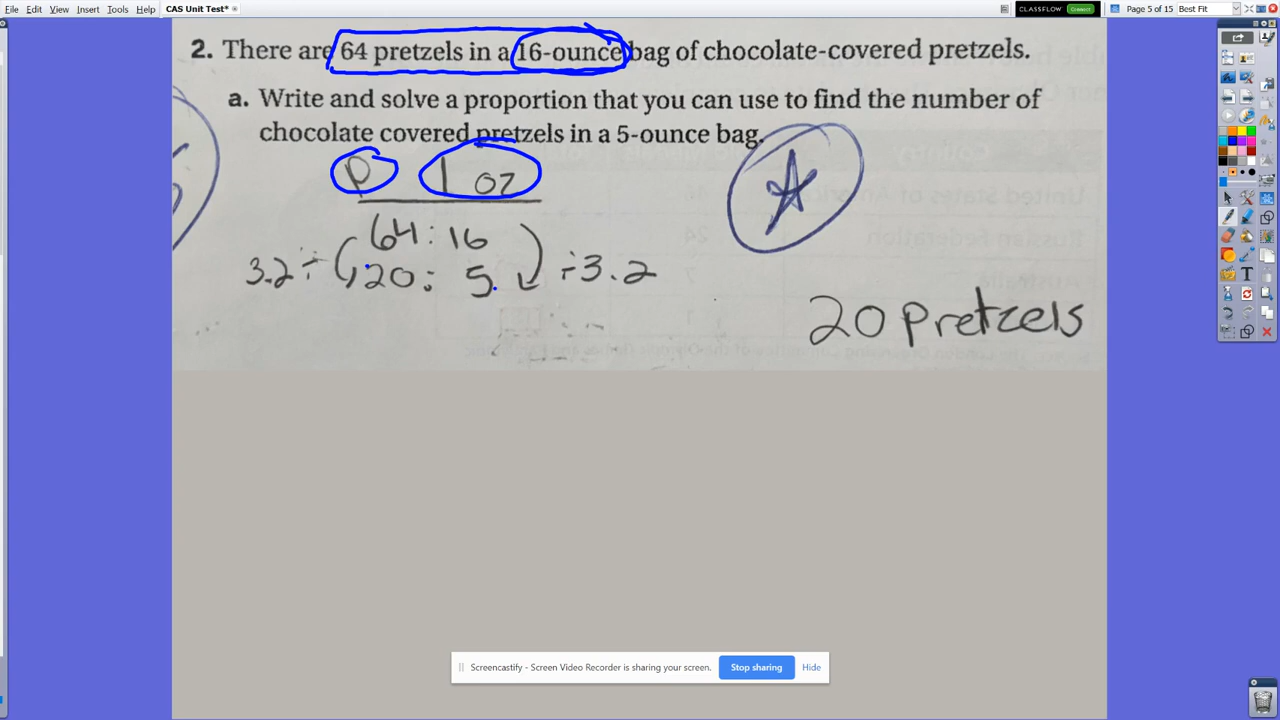 File Edit View Insert Tools Help CAS Unit Test* CLASSFLOW Connect Page 5 of 15 Best Fit
2. There are 64 pretzels in a 16-ounce bag of chocolate-covered pretzels.
a. Write and solve a proportion that you can use to find the number of
chocolate covered pretzels in a 5-ounce bag.
P | oz
64 : 16
3.2 ÷ 20 : 5 ÷ 3.2
20 pretzels
Screencastify - Screen Video Recorder is sharing your screen. Stop sharing Hide